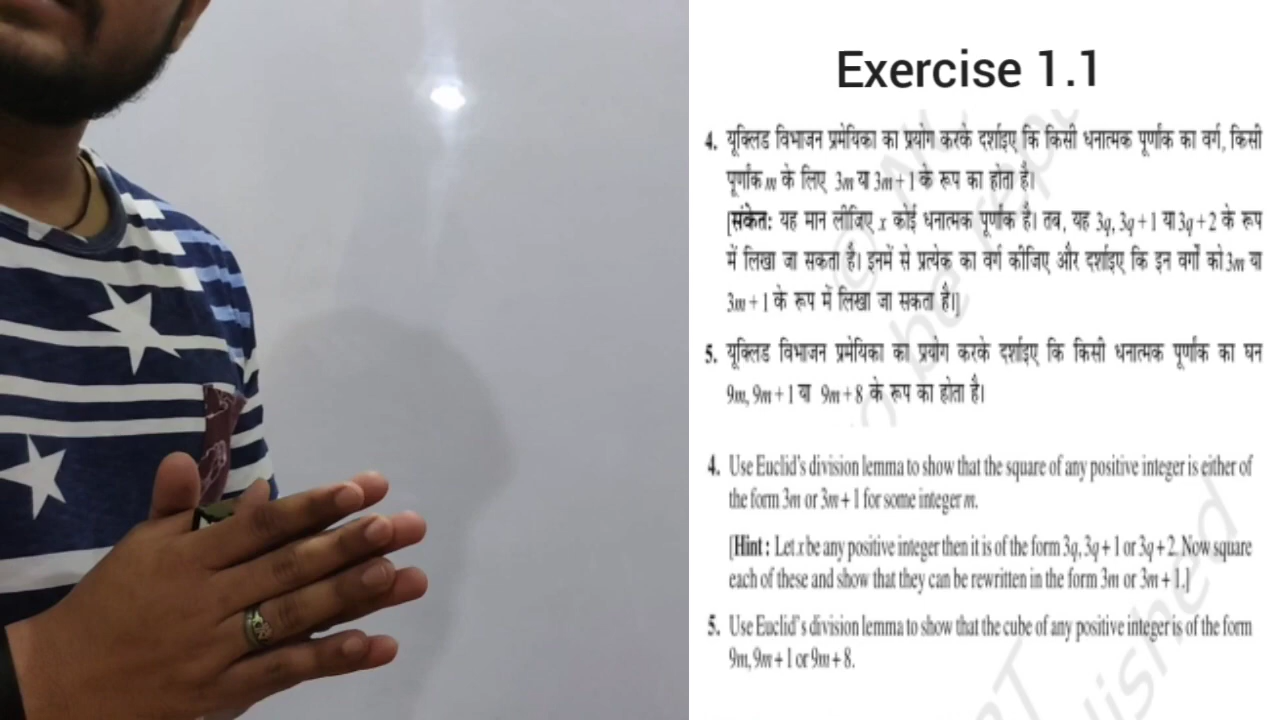 Exercise 1.1
4. यूक्लिड विभाजन प्रमेयिका का प्रयोग करके दर्शाइए कि किसी धनात्मक पूर्णांक का वर्ग, किसी
पूर्णांक m के लिए 3m या 3m + 1 के रूप का होता है।
[संकेत: यह मान लीजिए x कोई धनात्मक पूर्णांक है। तब, यह 3q, 3q + 1 या 3q + 2 के रूप
में लिखा जा सकता है। इनमें से प्रत्येक का वर्ग कीजिए और दर्शाइए कि इन वर्गों को 3m या
3m + 1 के रूप में लिखा जा सकता है।]
5. यूक्लिड विभाजन प्रमेयिका का प्रयोग करके दर्शाइए कि किसी धनात्मक पूर्णांक का घन
9m, 9m + 1 या 9m + 8 के रूप का होता है।
4. Use Euclid's division lemma to show that the square of any positive integer is either of
the form 3m or 3m + 1 for some integer m.
[Hint : Let x be any positive integer then it is of the form 3q, 3q + 1 or 3q + 2. Now square
each of these and show that they can be rewritten in the form 3m or 3m + 1.]
5. Use Euclid's division lemma to show that the cube of any positive integer is of the form
9m, 9m + 1 or 9m + 8.